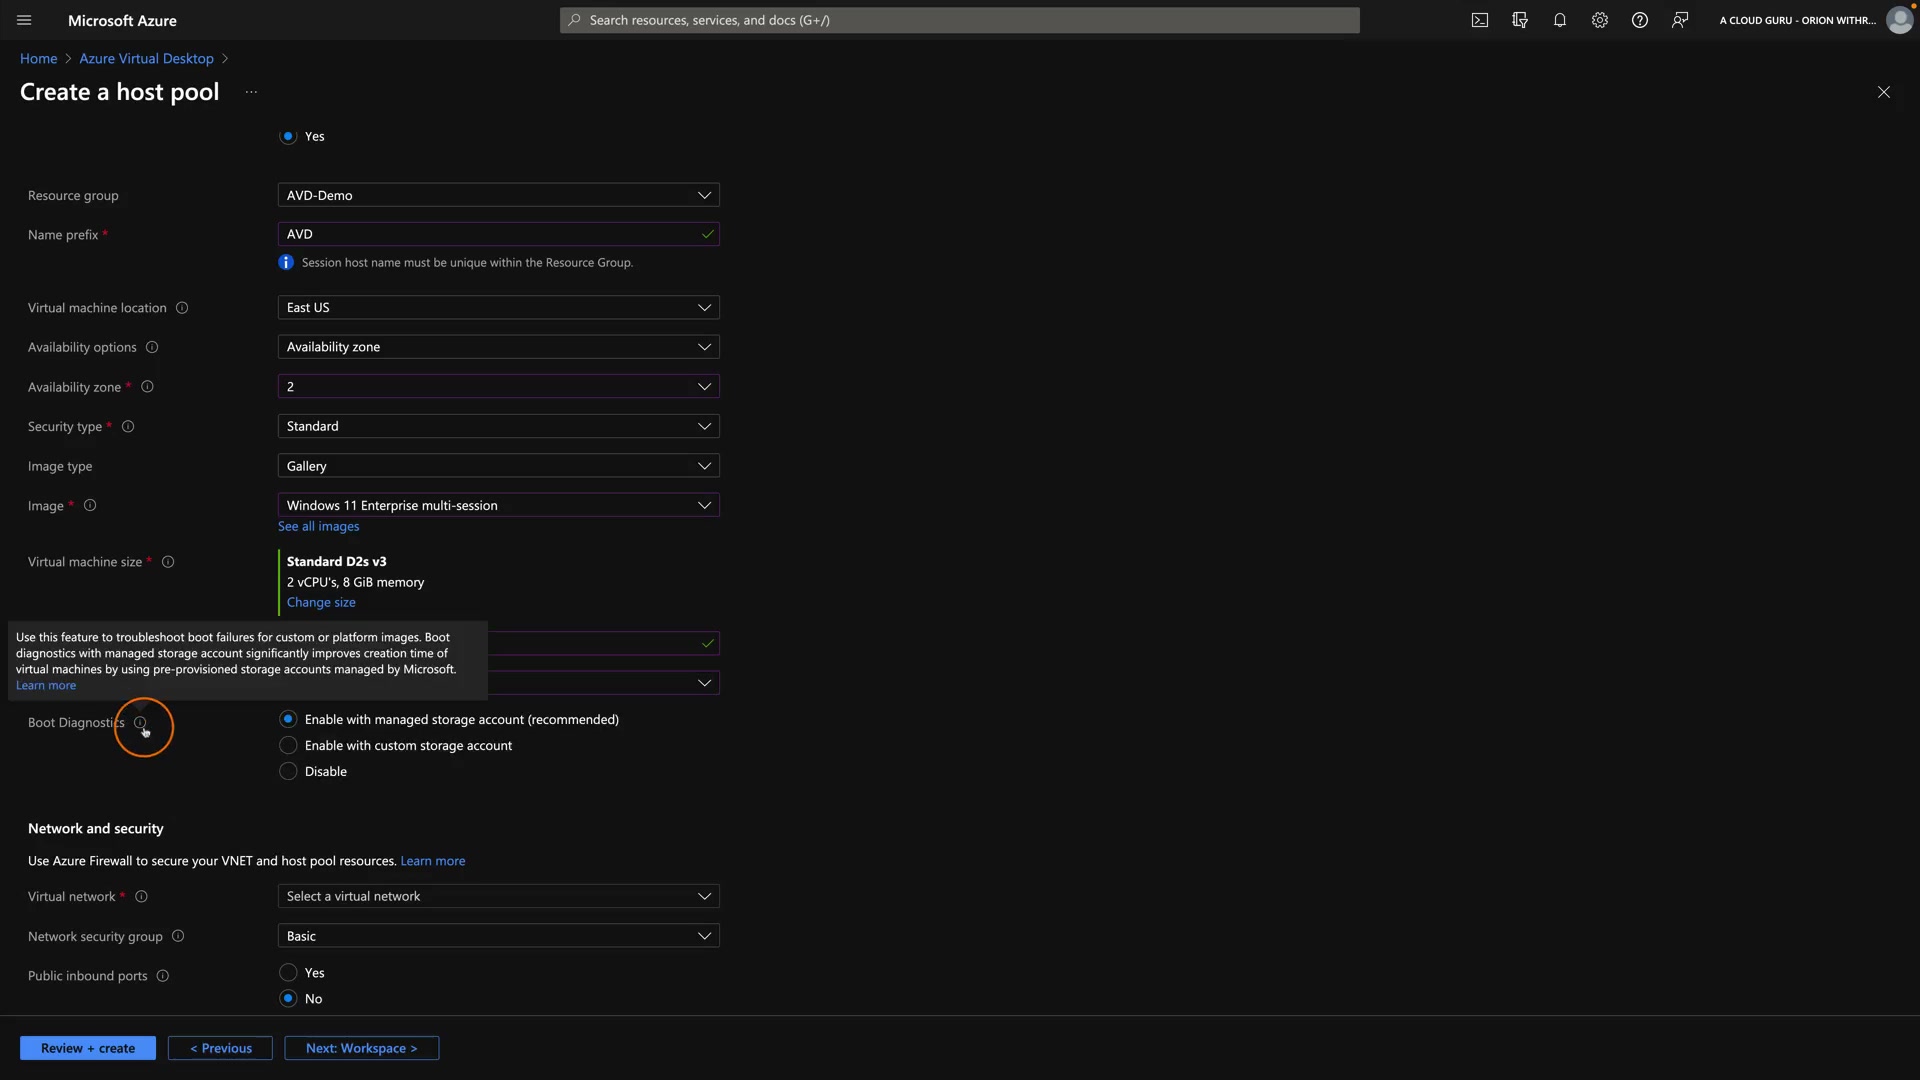 Microsoft Azure
Search resources, services, and docs (G+/)
A CLOUD GURU - ORION WITHR...
Home > Azure Virtual Desktop >
Create a host pool ...
Yes
Resource group
AVD-Demo
Name prefix *
AVD
Session host name must be unique within the Resource Group.
Virtual machine location
East US
Availability options
Availability zone
Availability zone *
2
Security type *
Standard
Image type
Gallery
Image *
Windows 11 Enterprise multi-session
See all images
Virtual machine size *
Standard D2s v3
2 vCPU's, 8 GiB memory
Change size
Use this feature to troubleshoot boot failures for custom or platform images. Boot
diagnostics with managed storage account significantly improves creation time of
virtual machines by using pre-provisioned storage accounts managed by Microsoft.
Learn more
Boot Diagnostics
Enable with managed storage account (recommended)
Enable with custom storage account
Disable
Network and security
Use Azure Firewall to secure your VNET and host pool resources. Learn more
Virtual network *
Select a virtual network
Network security group
Basic
Public inbound ports
Yes
No
Review + create
< Previous
Next: Workspace >